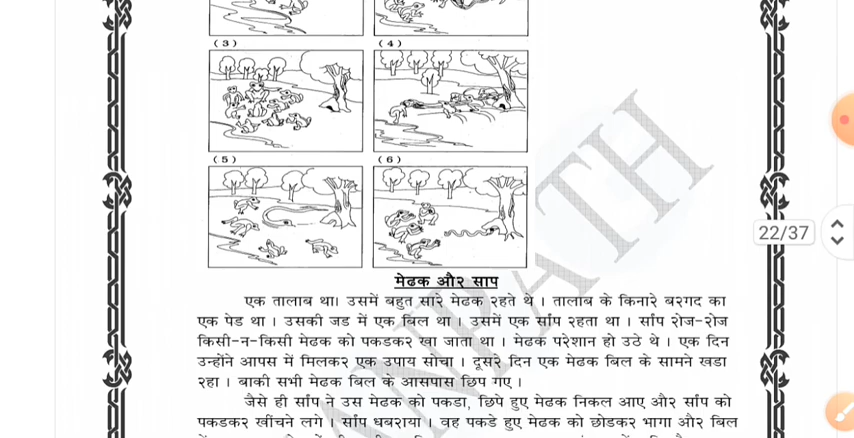 (3)
(4)
(5)
(6)
मेढक और साप
एक तालाब था। उसमें बहुत सारे मेढक रहते थे । तालाब के किनारे बरगद का
एक पेड था । उसकी जड में एक बिल था । उसमें एक सांप रहता था । सांप रोज-रोज
किसी-न-किसी मेढक को पकडकर खा जाता था । मेढक परेशान हो उठे थे । एक दिन
उन्होंने आपस में मिलकर एक उपाय सोचा । दूसरे दिन एक मेढक बिल के सामने खडा
रहा । बाकी सभी मेढक बिल के आसपास छिप गए ।
जैसे ही सांप ने उस मेढक को पकडा, छिपे हुए मेढक निकल आए और सांप को
पकडकर खींचने लगे । सांप घबराया । वह पकडे हुए मेढक को छोडकर भागा और बिल
22/37
ANPATH